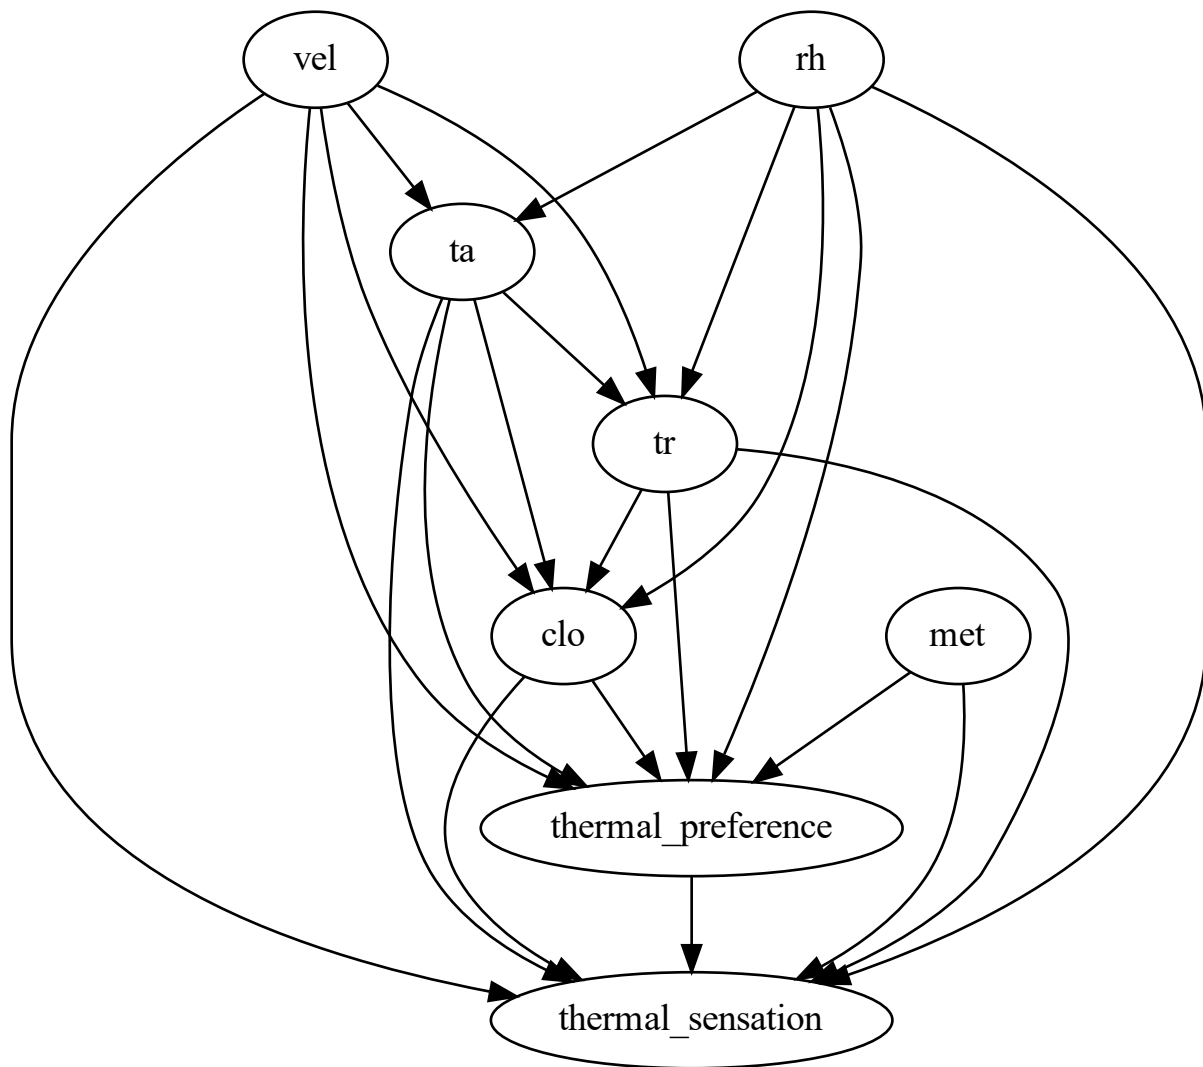 vel
rh
ta
tr
clo
met
thermal_preference
thermal_sensation